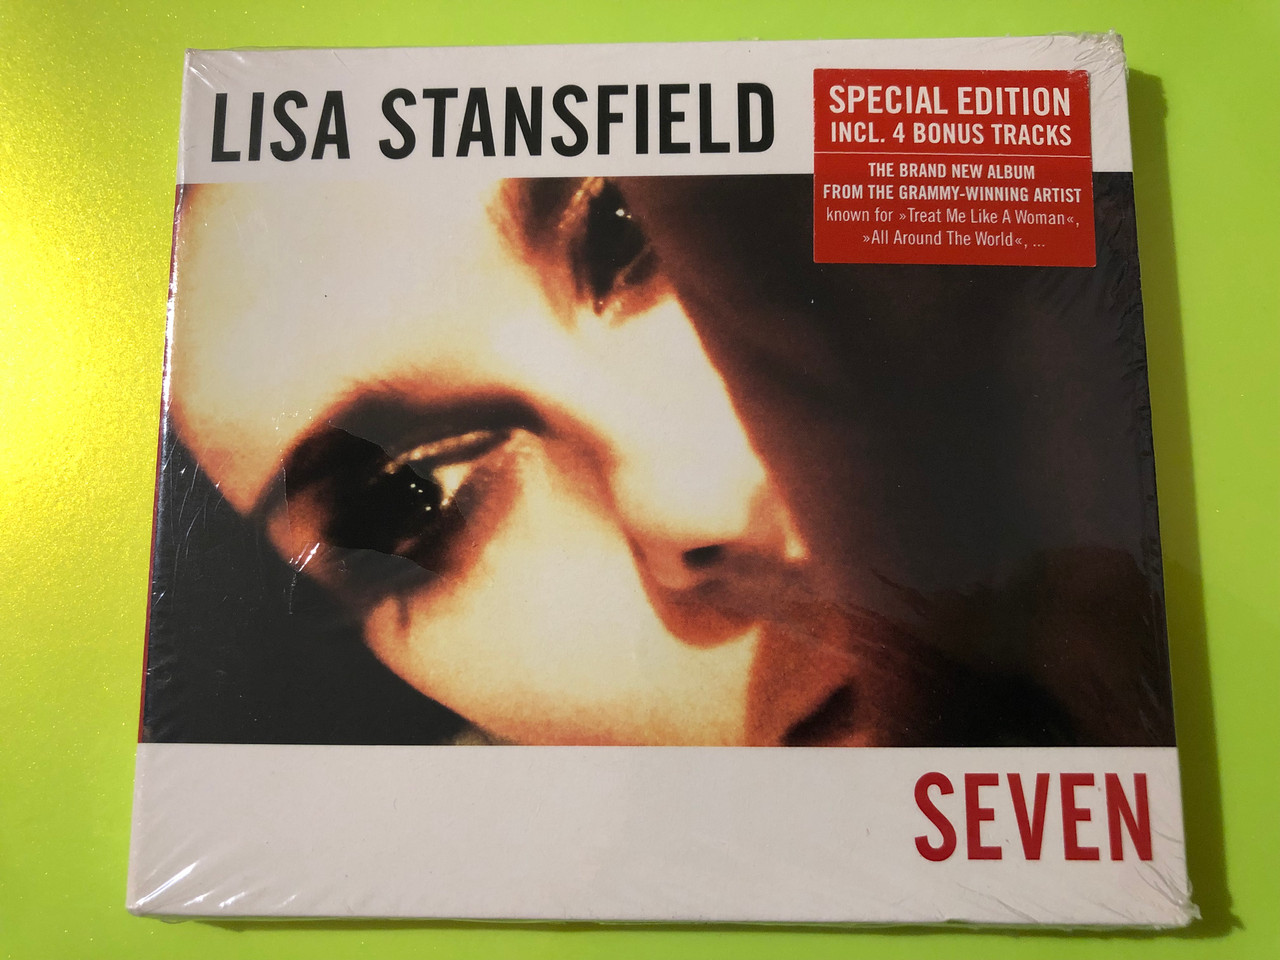 LISA STANSFIELD
SPECIAL EDITION
INCL. 4 BONUS TRACKS
THE BRAND NEW ALBUM
FROM THE GRAMMY-WINNING ARTIST
known for »Treat Me Like A Woman«,
»All Around The World«, ...
SEVEN